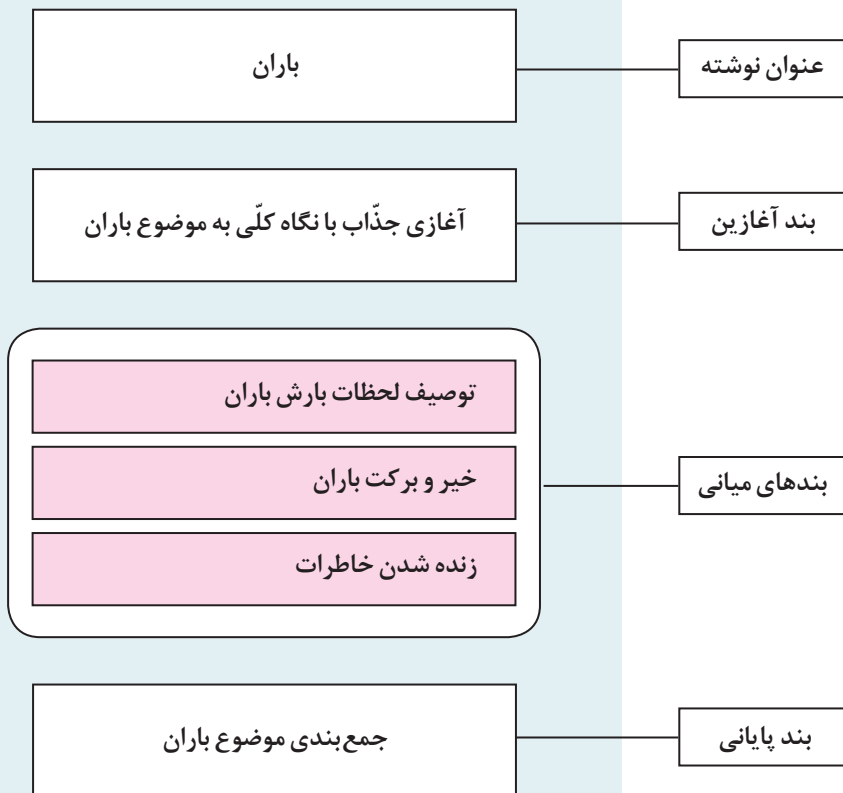 عنوان نوشته
باران
بند آغازین
آغازی جذّاب با نگاه کلّی به موضوع باران
بندهای میانی
توصیف لحظات بارش باران
خیر و برکت باران
زنده شدن خاطرات
بند پایانی
جمع‌بندی موضوع باران